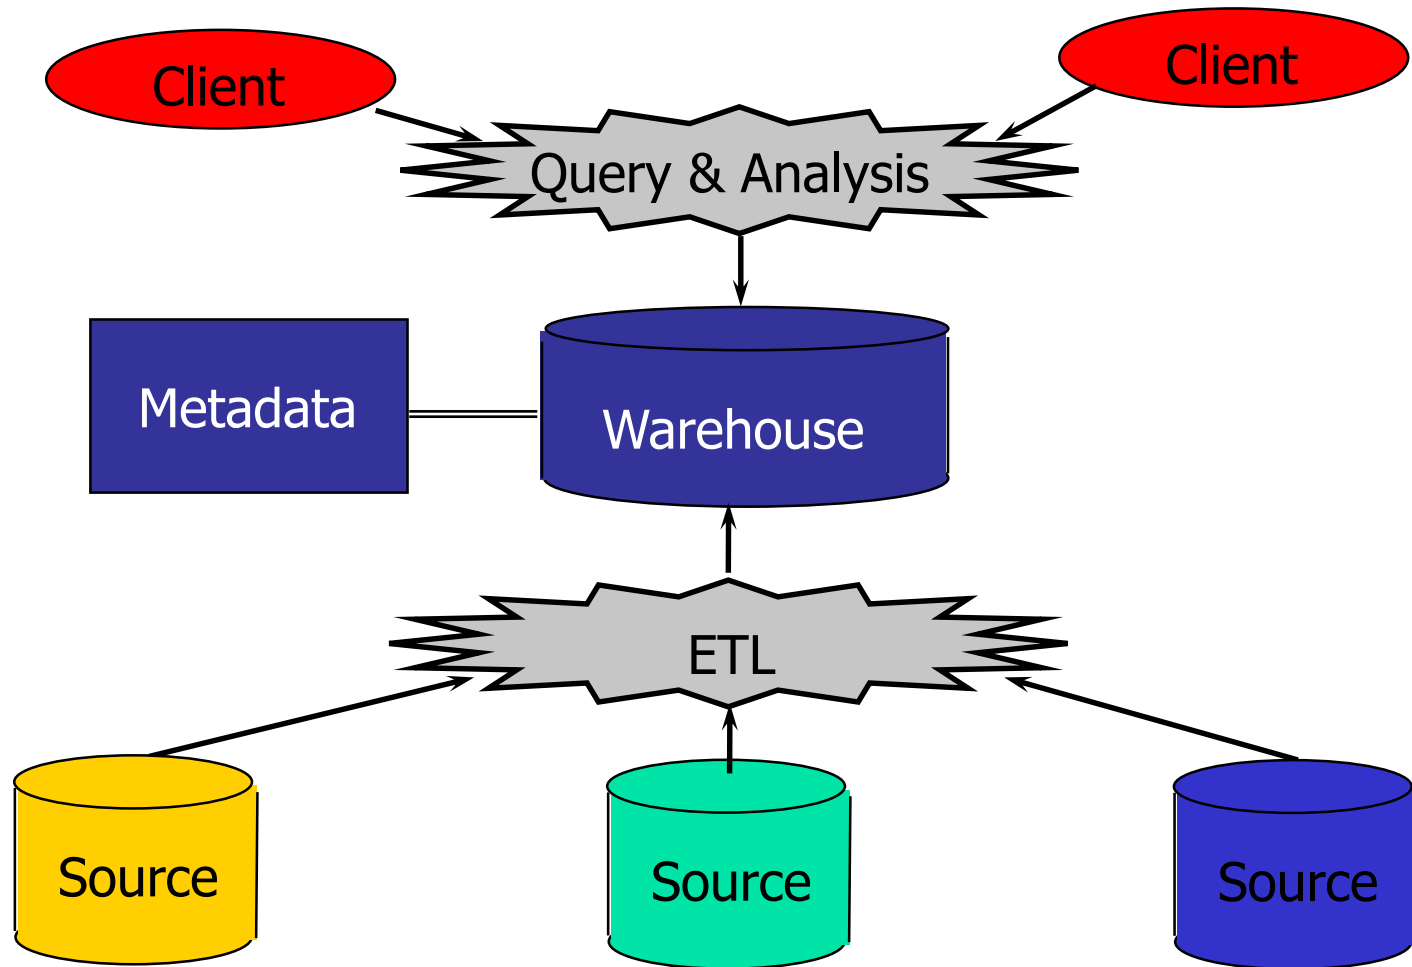 Client
Client
Query & Analysis
Metadata
Warehouse
ETL
Source
Source
Source